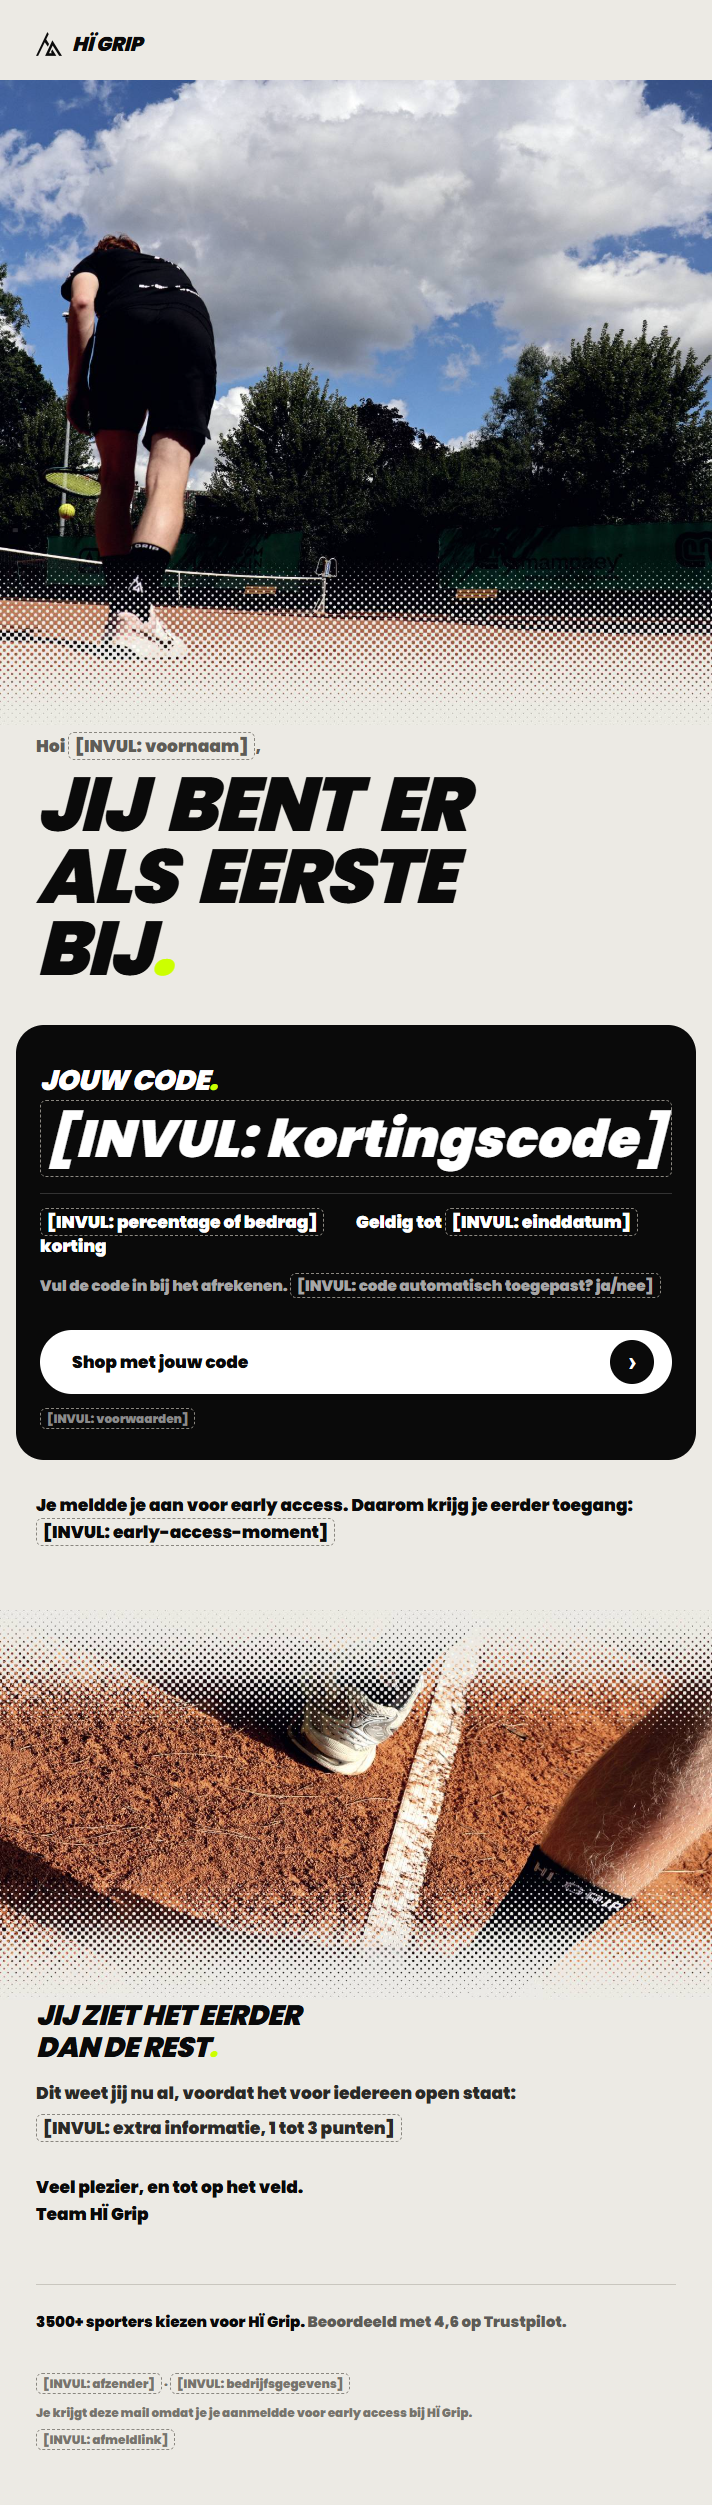 HÏ GRIP
GRIP
mammoey
Hoi [INVUL: voornaam],
JIJ BENT ER
ALS EERSTE
BIJ.
JOUW CODE.
[INVUL: kortingscode]
[INVUL: percentage of bedrag] korting
Geldig tot [INVUL: einddatum]
Vul de code in bij het afrekenen. [INVUL: code automatisch toegepast? ja/nee]
Shop met jouw code ›
[INVUL: voorwaarden]
Je meldde je aan voor early access. Daarom krijg je eerder toegang:
[INVUL: early-access-moment]
HI GRIP
JIJ ZIET HET EERDER
DAN DE REST.
Dit weet jij nu al, voordat het voor iedereen open staat:
[INVUL: extra informatie, 1 tot 3 punten]
Veel plezier, en tot op het veld.
Team HÏ Grip
3500+ sporters kiezen voor HÏ Grip. Beoordeeld met 4,6 op Trustpilot.
[INVUL: afzender] · [INVUL: bedrijfsgegevens]
Je krijgt deze mail omdat je je aanmeldde voor early access bij HÏ Grip.
[INVUL: afmeldlink]